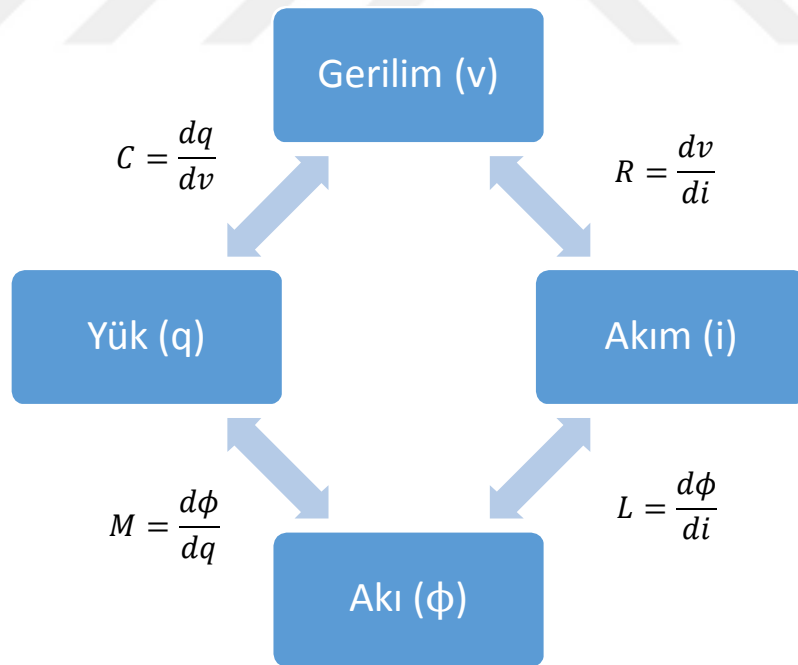 Gerilim (v)
C = dq/dv
R = dv/di
Yük (q)
Akım (i)
M = dϕ/dq
L = dϕ/di
Akı (ϕ)